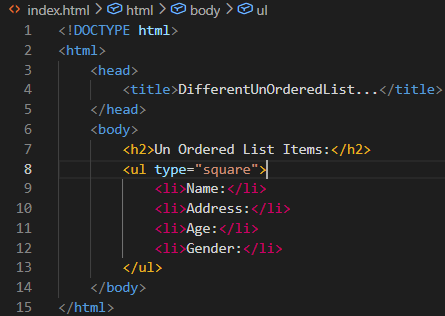 index.html > html > body > ul
1 <!DOCTYPE html>
2 <html>
3 <head>
4 <title>DifferentUnOrderedList...</title>
5 </head>
6 <body>
7 <h2>Un Ordered List Items:</h2>
8 <ul type="square">
9 <li>Name:</li>
10 <li>Address:</li>
11 <li>Age:</li>
12 <li>Gender:</li>
13 </ul>
14 </body>
15 </html>